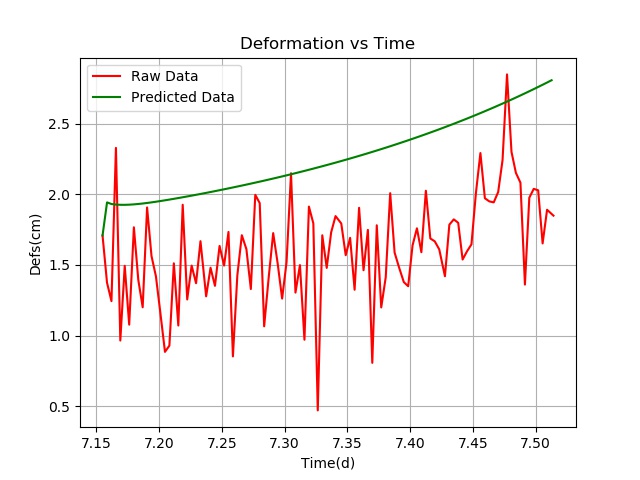 Deformation vs Time
Raw Data
Predicted Data
2.5
2.0
1.5
1.0
0.5
Defs(cm)
7.15 7.20 7.25 7.30 7.35 7.40 7.45 7.50
Time(d)